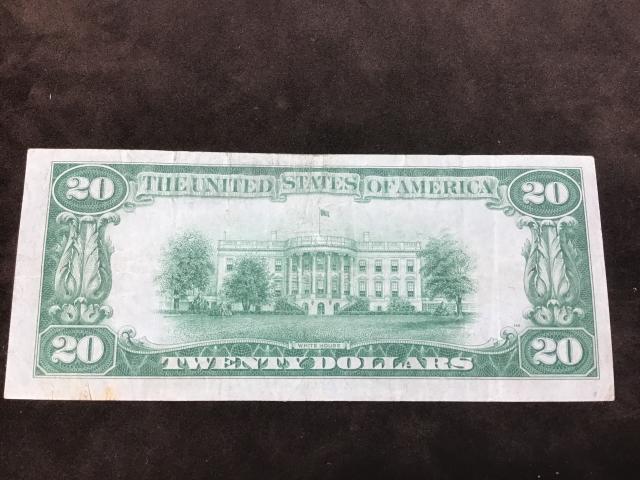 20 THE UNITED STATES OF AMERICA 20
WHITE HOUSE
20 TWENTY DOLLARS 20